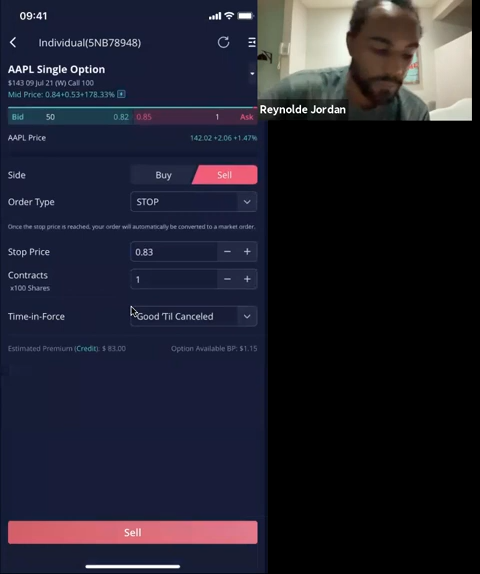 09:41
Individual(5NB78948)
AAPL Single Option
$143 09 Jul 21 (W) Call 100
Mid Price: 0.84+0.53+178.33%
Bid 50 0.82 0.85 1 Ask
AAPL Price 142.02 +2.06 +1.47%
Side Buy Sell
Order Type STOP
Once the stop price is reached, your order will automatically be converted to a market order.
Stop Price 0.83 − +
Contracts 1 − +
x100 Shares
Time-in-Force Good 'Til Canceled
Estimated Premium (Credit): $ 83.00 Option Available BP: $1.15
Sell
Reynolde Jordan